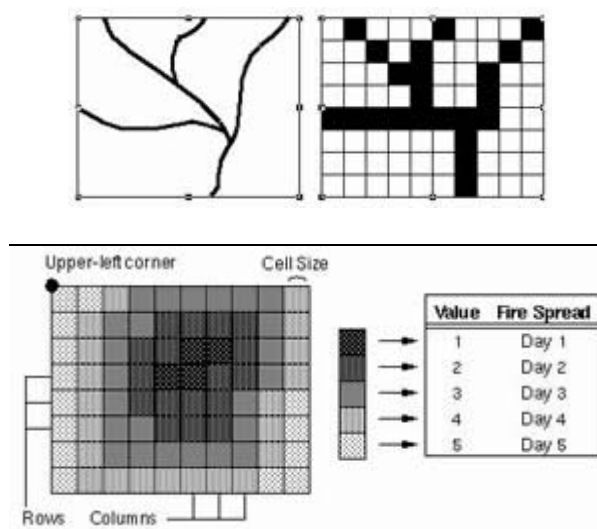 Upper-left corner
Cell Size
Value Fire Spread
1 Day 1
2 Day 2
3 Day 3
4 Day 4
5 Day 5
Rows Columns